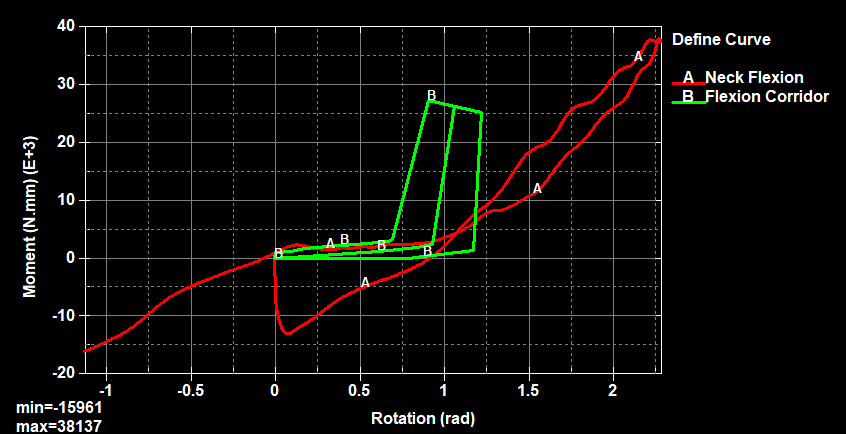 40
30
20
10
0
-10
-20
Moment (N.mm) (E+3)
B
A
A
B
A
B
B
B
B
A
-1
-0.5
0
0.5
1
1.5
2
Rotation (rad)
min=-15961
max=38137
Define Curve
A Neck Flexion
B Flexion Corridor